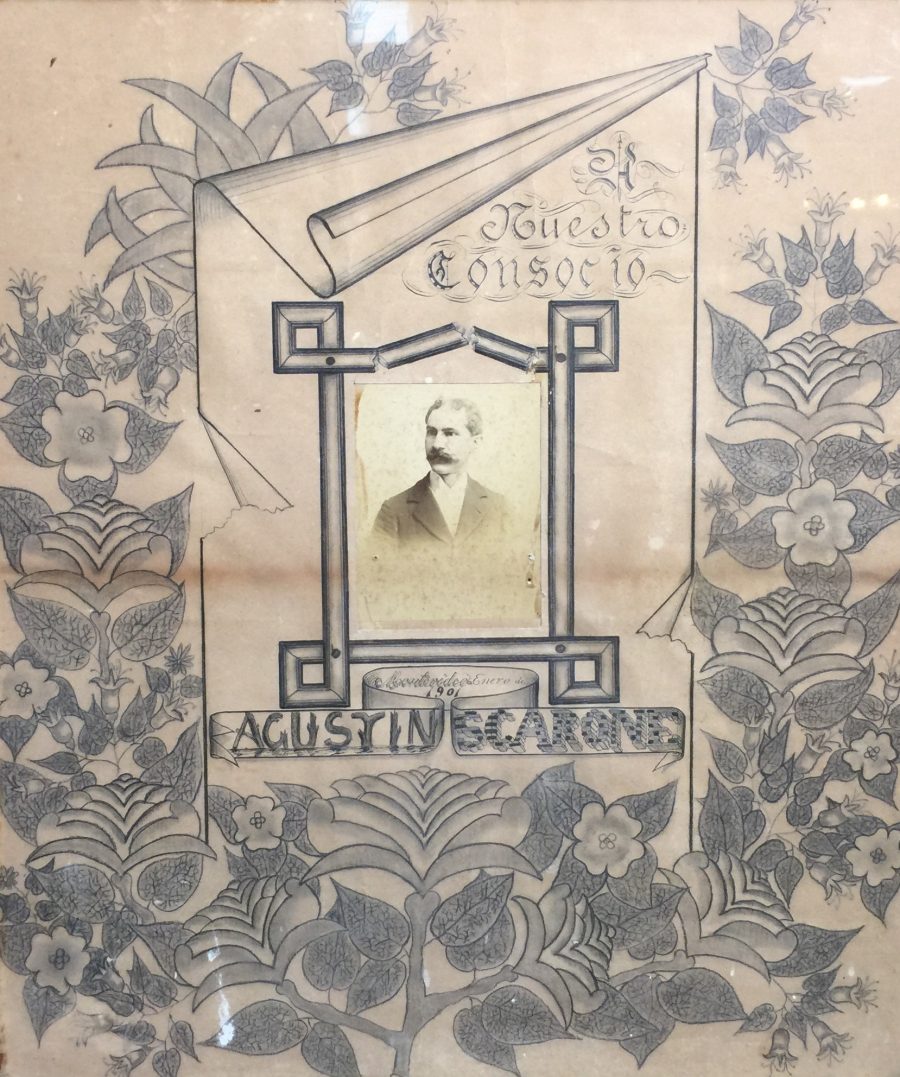 A
Nuestro
Consocio
Montevideo Enero de
1901
AGUSTIN SCARONE